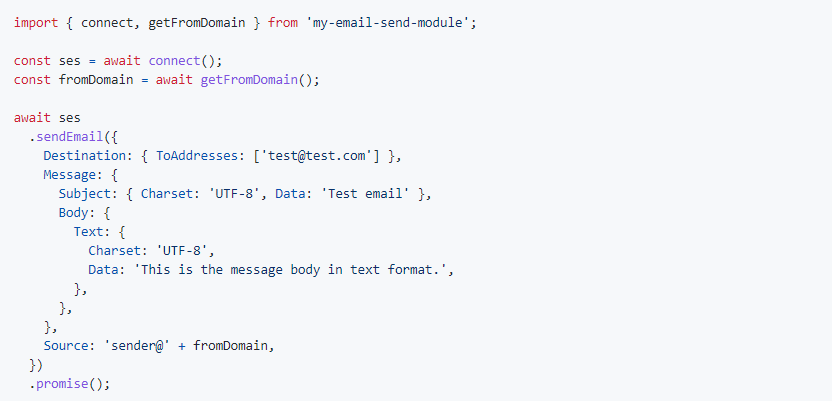 import { connect, getFromDomain } from 'my-email-send-module';
const ses = await connect();
const fromDomain = await getFromDomain();
await ses
.sendEmail({
Destination: { ToAddresses: ['test@test.com'] },
Message: {
Subject: { Charset: 'UTF-8', Data: 'Test email' },
Body: {
Text: {
Charset: 'UTF-8',
Data: 'This is the message body in text format.',
},
},
},
Source: 'sender@' + fromDomain,
})
.promise();